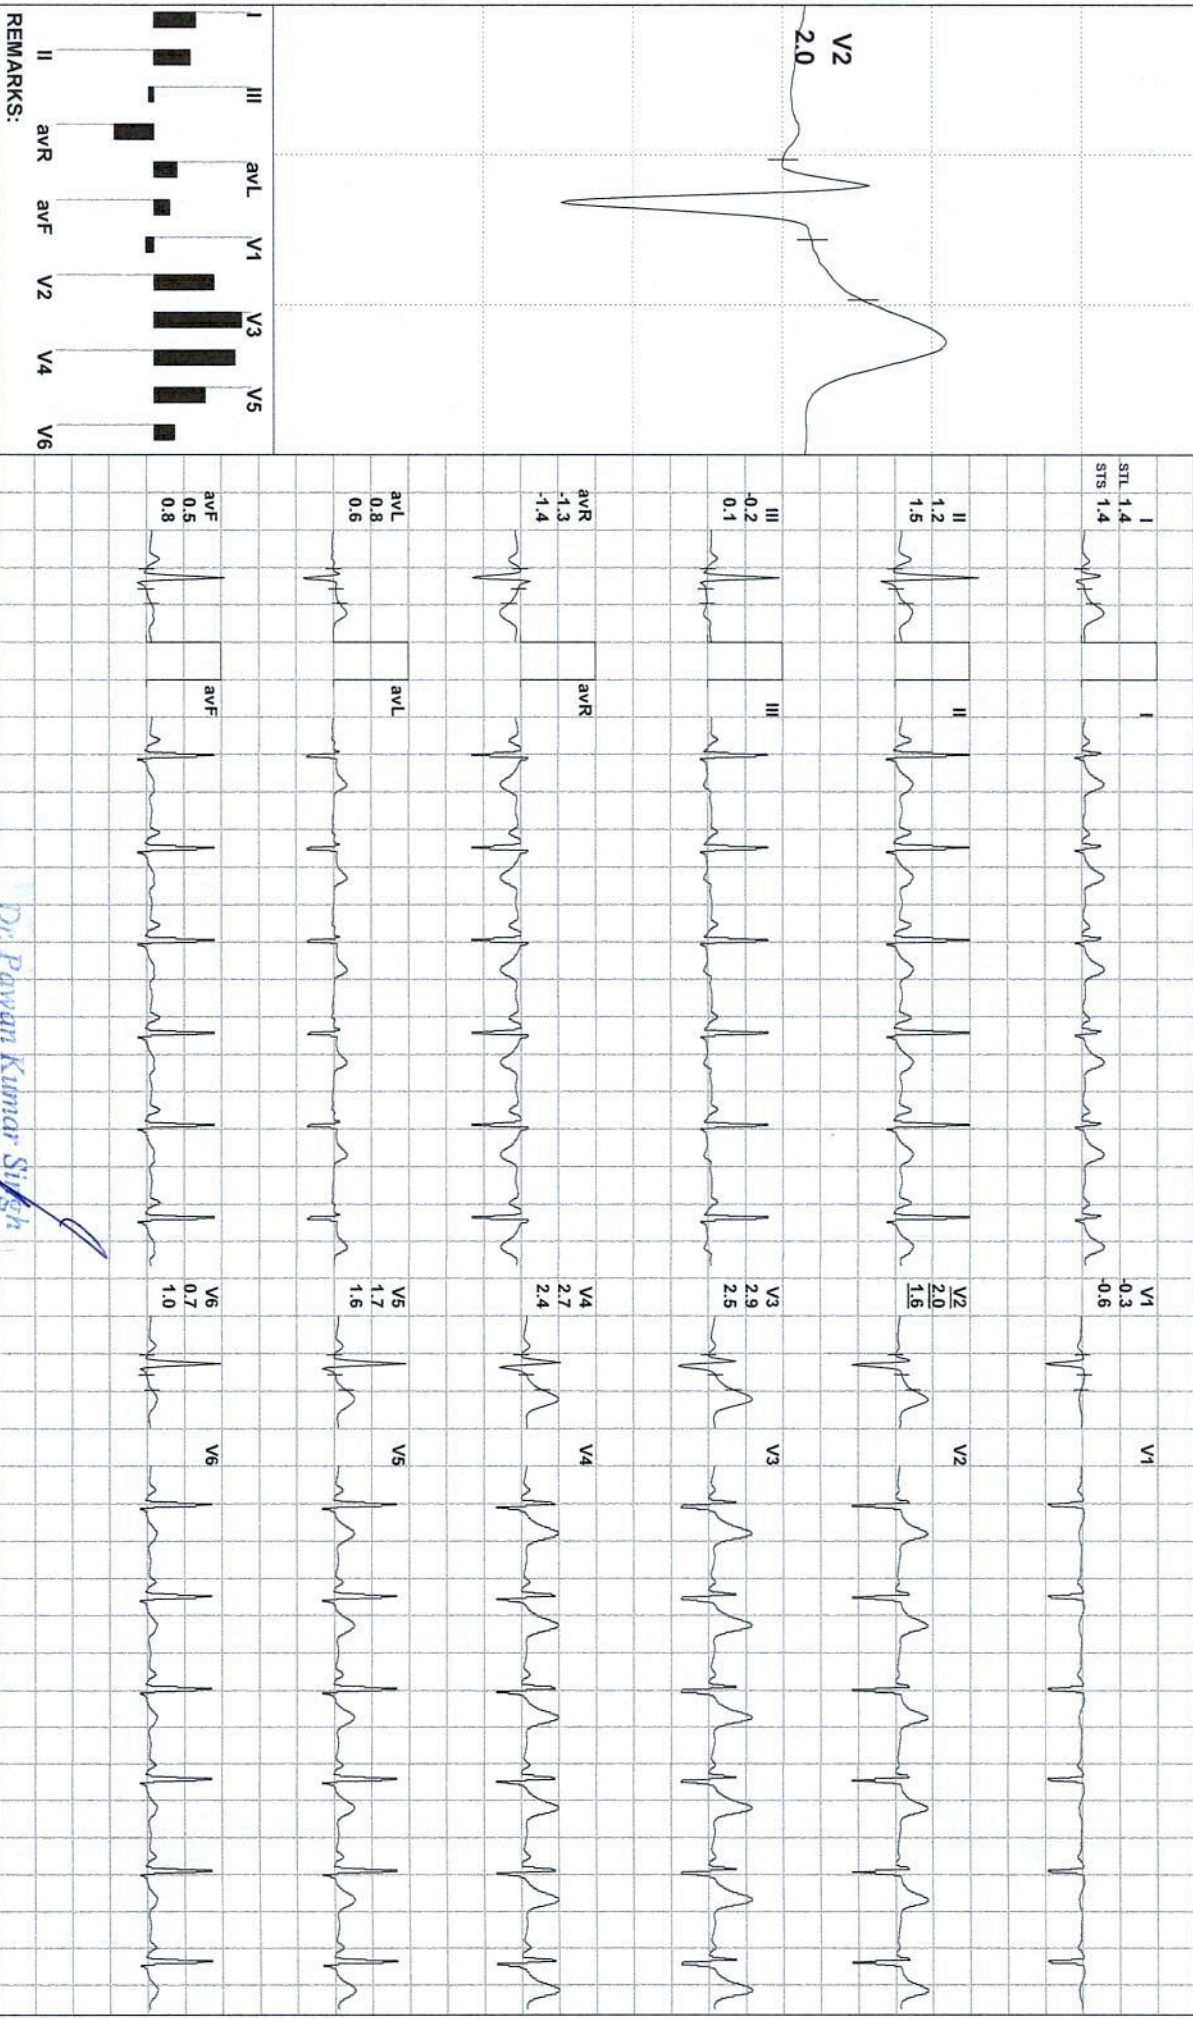 V2
2.0
I
II
III
avR
avL
avF
V1
V2
V3
V4
V5
V6
REMARKS:
I
STL 1.4
STS 1.4
I
V1
-0.3
-0.6
V1
II
1.2
1.5
II
V2
2.0
1.6
V2
III
-0.2
0.1
III
V3
2.9
2.5
V3
avR
-1.3
-1.4
avR
V4
2.7
2.4
V4
avL
0.8
0.6
avL
V5
1.7
1.6
V5
avF
0.5
0.8
avF
V6
0.7
1.0
V6
Dr. Pawan Kumar Singh